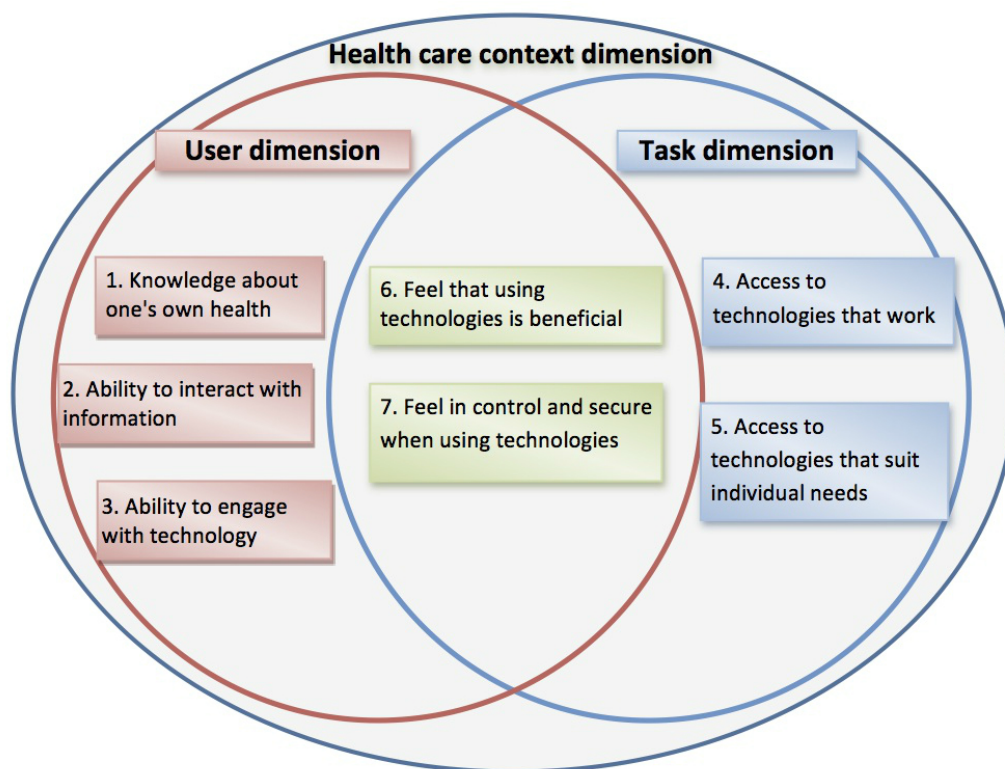 Health care context dimension
User dimension
Task dimension
1. Knowledge about
one's own health
2. Ability to interact with
information
3. Ability to engage
with technology
6. Feel that using
technologies is beneficial
7. Feel in control and secure
when using technologies
4. Access to
technologies that work
5. Access to
technologies that suit
individual needs